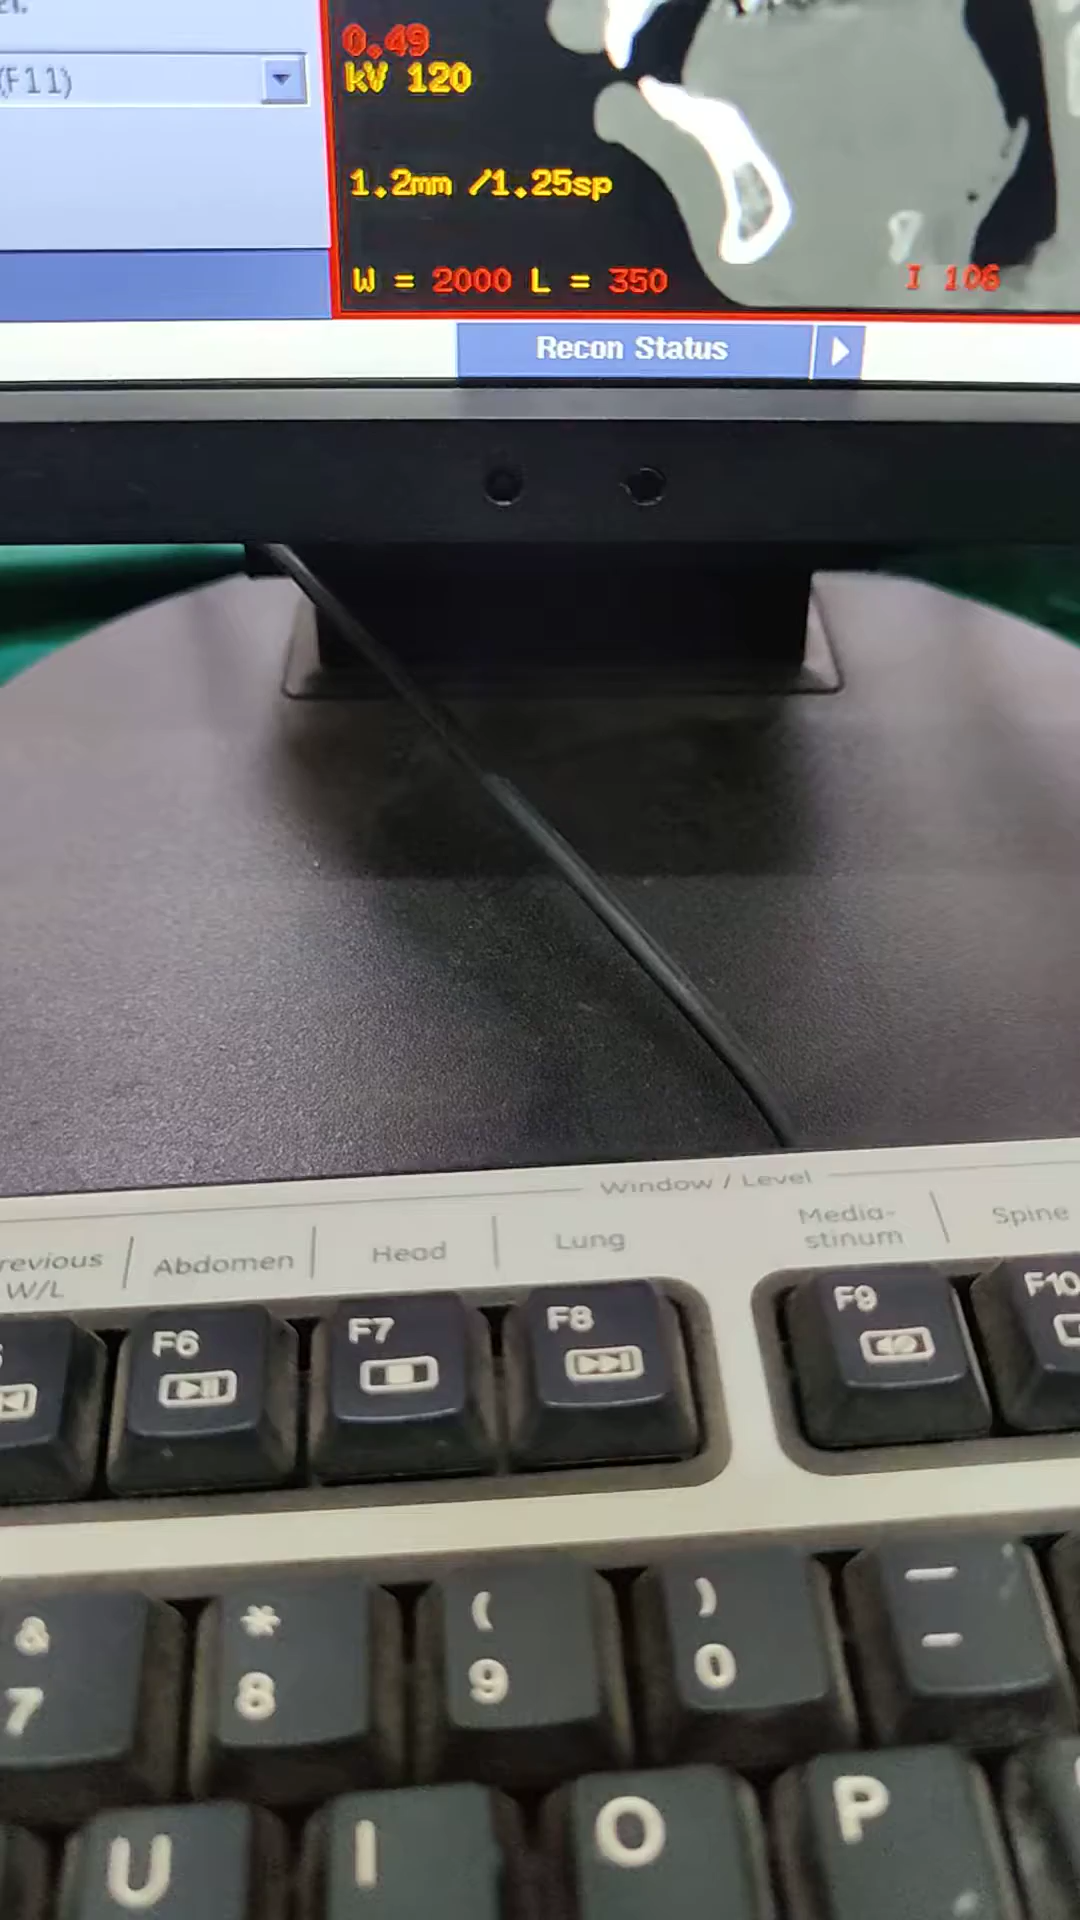 (F11)
0.49
kV 120
1.2mm /1.25sp
W = 2000 L = 350
I 106
Recon Status
Window / Level
revious W/L
Abdomen
Head
Lung
Media-
stinum
Spine
F6
F7
F8
F9
F10
&
7
*
8
(
9
)
0
U
I
O
P